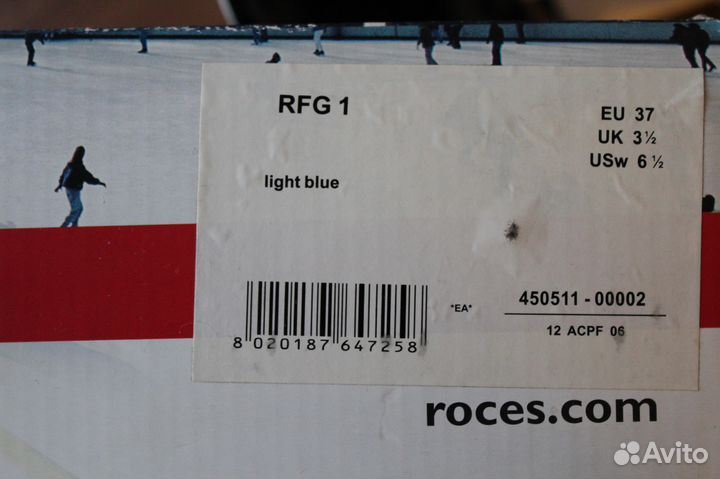 RFG 1
EU 37
UK 3½
USw 6½
light blue
*EA*
450511-00002
12 ACPF 06
8 020187 647258
roces.com
Avito